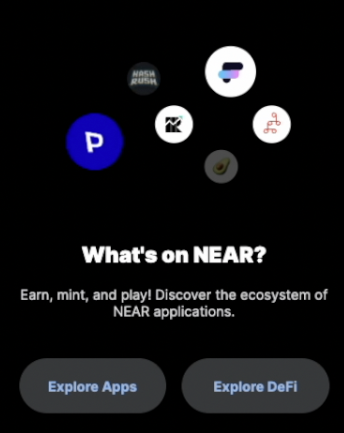 HASH
RUSH
P
What's on NEAR?
Earn, mint, and play! Discover the ecosystem of
NEAR applications.
Explore Apps
Explore DeFi